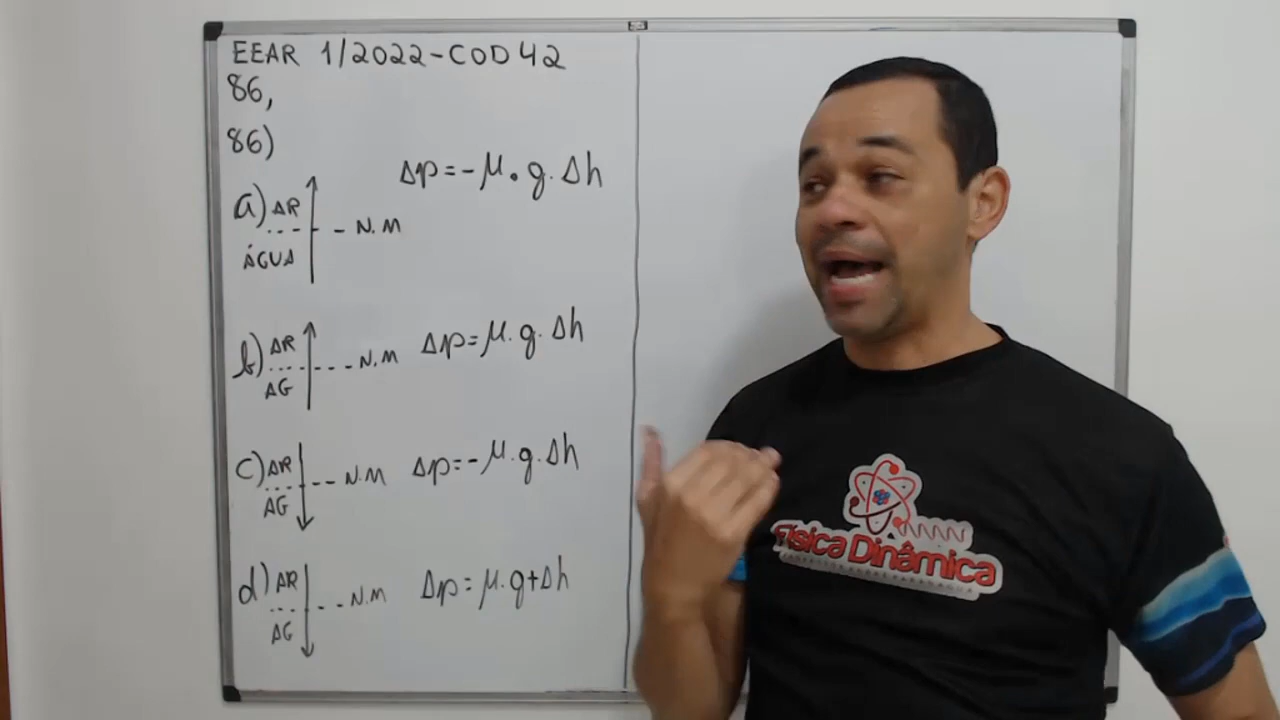 EEAR 1/2022-COD 42
86,
86)
a) AR
ÁGUA
N.M
Δp=-μ.g.Δh
b) AR
AG
N.M
Δp=μ.g.Δh
c) AR
AG
N.M
Δp=-μ.g.Δh
d) AR
AG
N.M
Δp=μ.g+Δh
Física Dinâmica